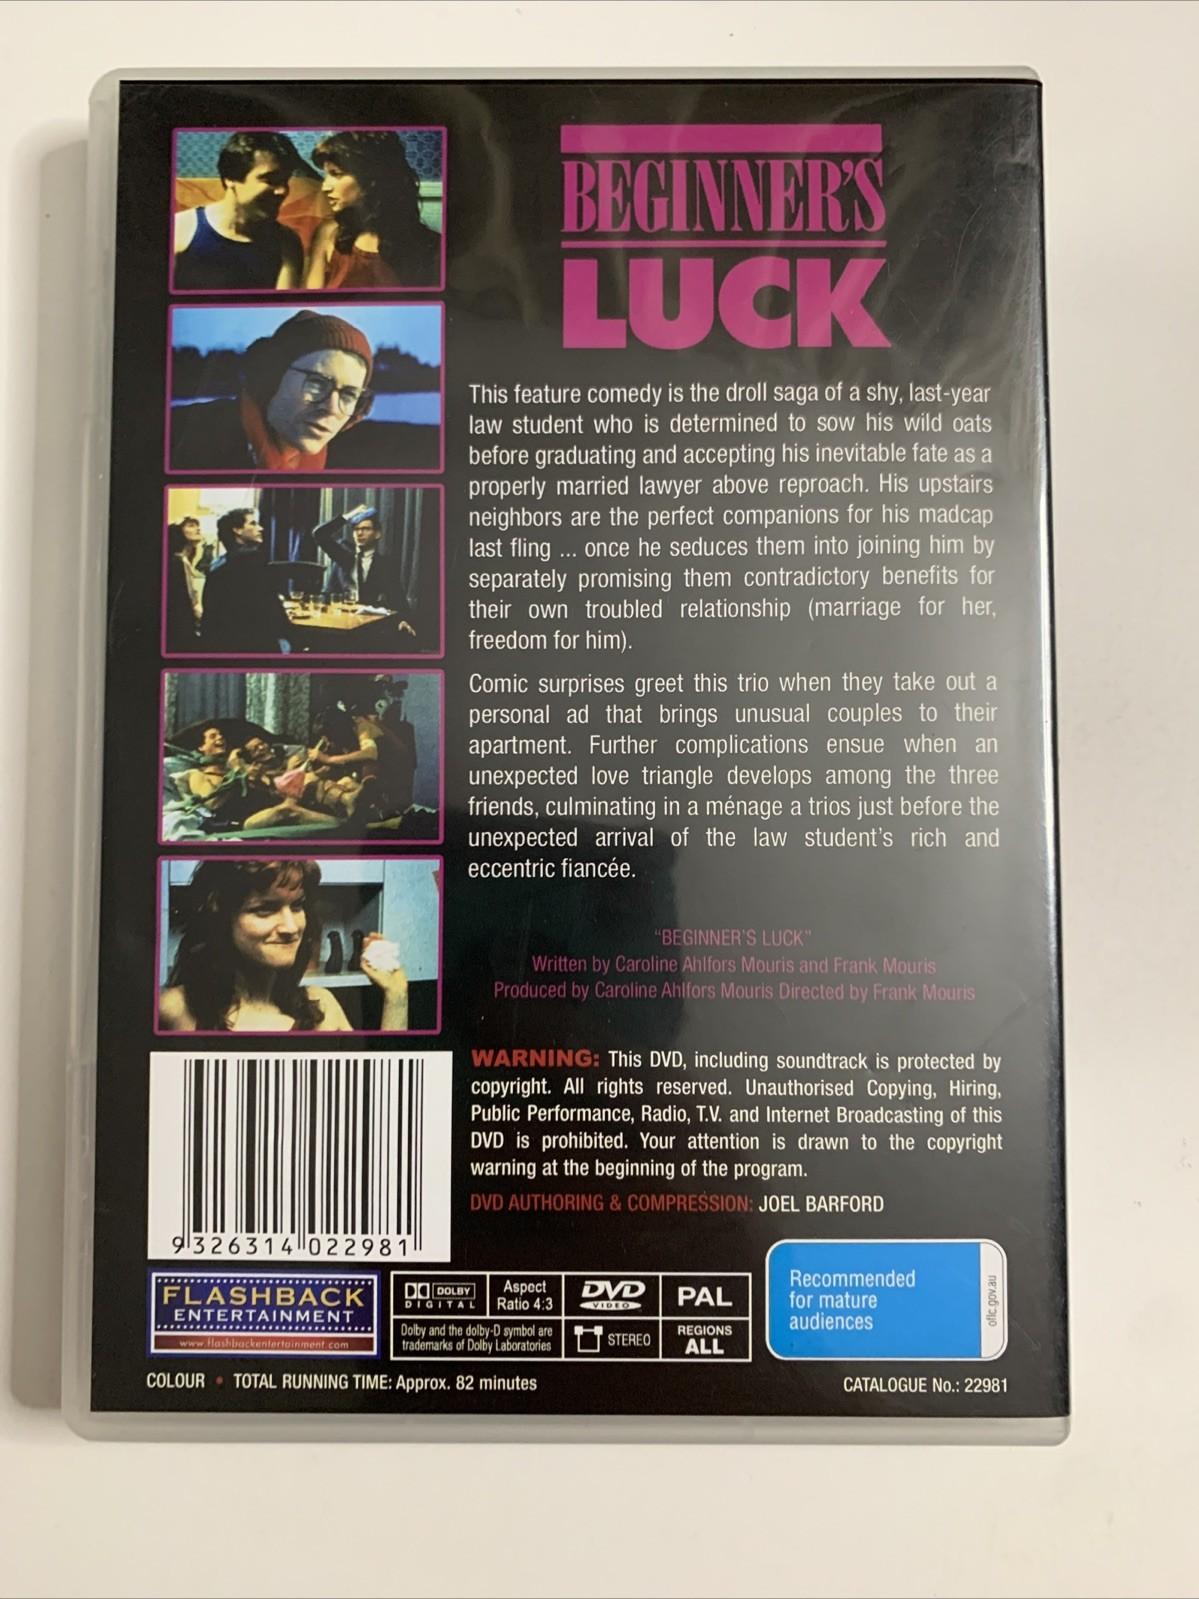 BEGINNER'S
LUCK
This feature comedy is the droll saga of a shy, last-year
law student who is determined to sow his wild oats
before graduating and accepting his inevitable fate as a
properly married lawyer above reproach. His upstairs
neighbors are the perfect companions for his madcap
last fling ... once he seduces them into joining him by
separately promising them contradictory benefits for
their own troubled relationship (marriage for her,
freedom for him).
Comic surprises greet this trio when they take out a
personal ad that brings unusual couples to their
apartment. Further complications ensue when an
unexpected love triangle develops among the three
friends, culminating in a ménage a trios just before the
unexpected arrival of the law student's rich and
eccentric fiancée.
"BEGINNER'S LUCK"
Written by Caroline Ahlfors Mouris and Frank Mouris
Produced by Caroline Ahlfors Mouris Directed by Frank Mouris
WARNING: This DVD, including soundtrack is protected by
copyright. All rights reserved. Unauthorised Copying, Hiring,
Public Performance, Radio, T.V. and Internet Broadcasting of this
DVD is prohibited. Your attention is drawn to the copyright
warning at the beginning of the program.
DVD AUTHORING & COMPRESSION: JOEL BARFORD
9 326314 022981
FLASHBACK
ENTERTAINMENT
www.flashbackentertainment.com
DOLBY
DIGITAL
Aspect
Ratio 4:3
DVD
VIDEO
PAL
Dolby and the dolby-D symbol are
trademarks of Dolby Laboratories
STEREO
REGIONS
ALL
Recommended
for mature
audiences
oflc.gov.au
COLOUR • TOTAL RUNNING TIME: Approx. 82 minutes
CATALOGUE No.: 22981